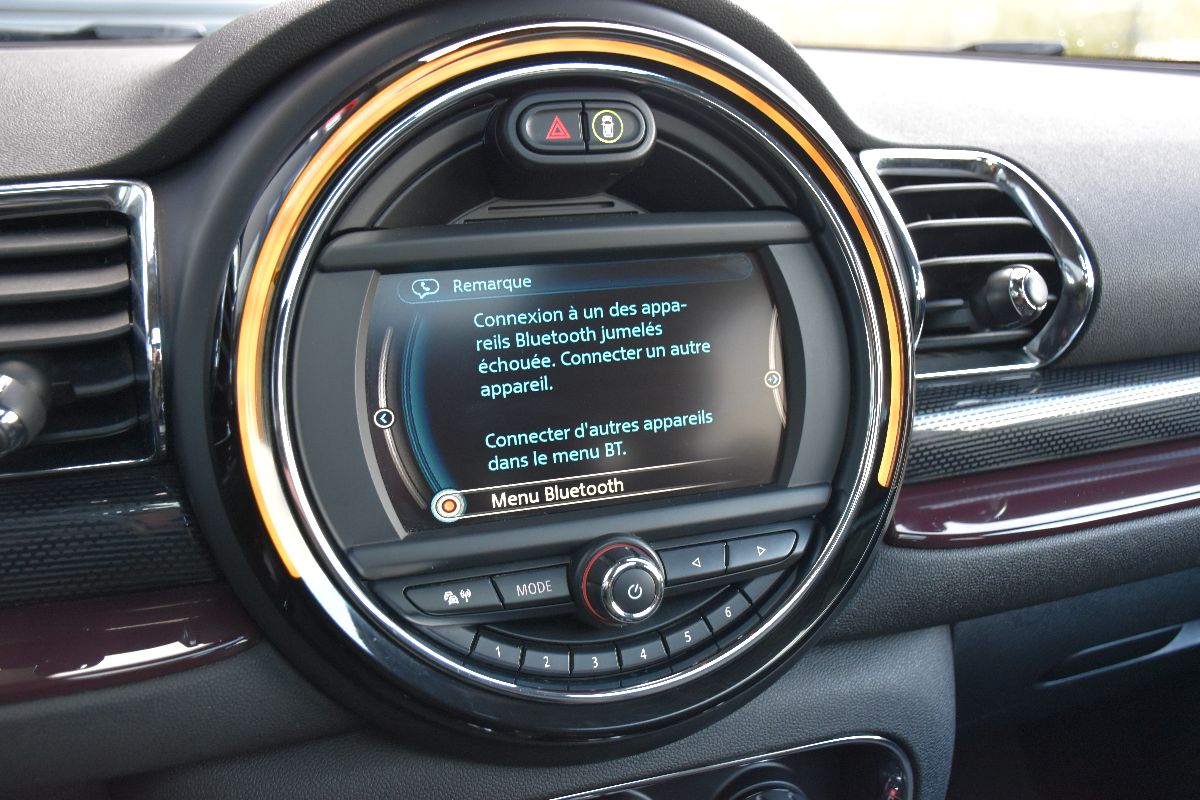 Remarque
Connexion à un des appa-
reils Bluetooth jumelés
échouée. Connecter un autre
appareil.
Connecter d'autres appareils
dans le menu BT.
Menu Bluetooth
MODE
1 2 3 4 5 6